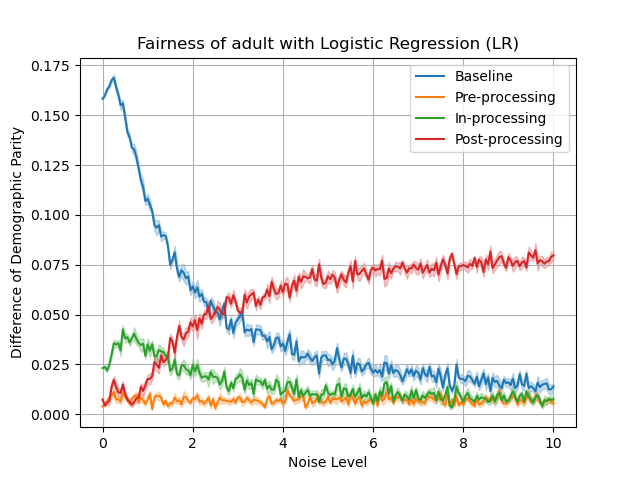 Fairness of adult with Logistic Regression (LR)
Difference of Demographic Parity
0.175
0.150
0.125
0.100
0.075
0.050
0.025
0.000
Baseline
Pre-processing
In-processing
Post-processing
0 2 4 6 8 10
Noise Level